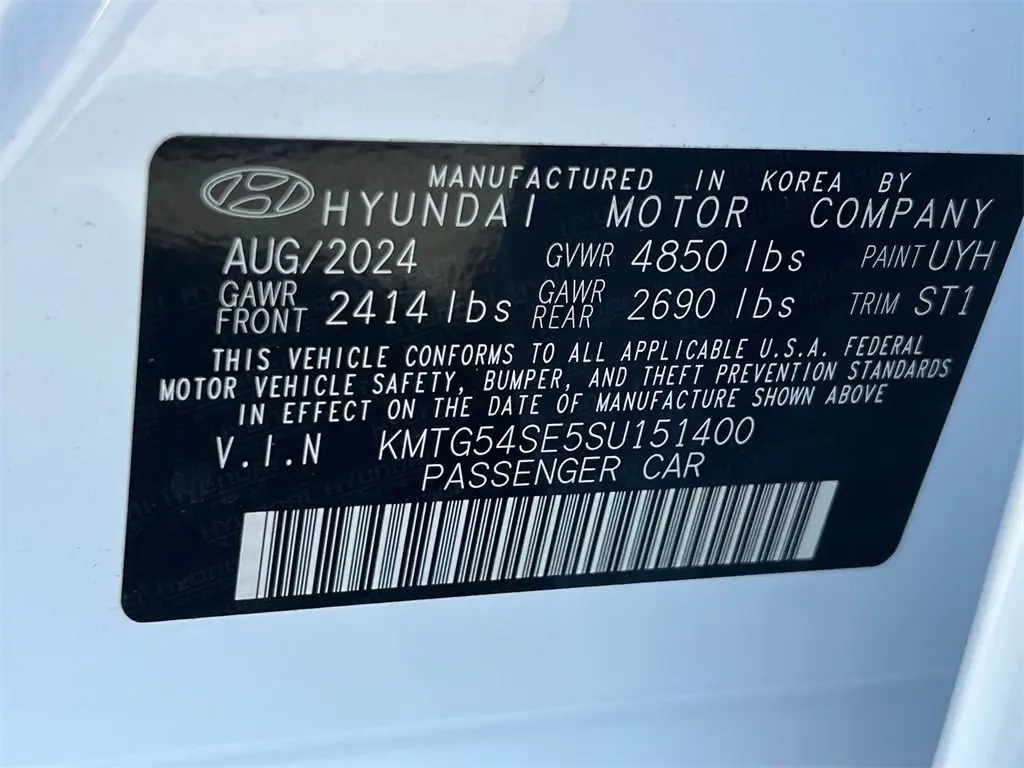 MANUFACTURED IN KOREA BY
HYUNDAI MOTOR COMPANY
AUG/2024 GVWR 4850 lbs PAINT UYH
GAWR FRONT 2414 lbs GAWR REAR 2690 lbs TRIM ST1
THIS VEHICLE CONFORMS TO ALL APPLICABLE U.S.A. FEDERAL
MOTOR VEHICLE SAFETY, BUMPER, AND THEFT PREVENTION STANDARDS
IN EFFECT ON THE DATE OF MANUFACTURE SHOWN ABOVE
V.I.N KMTG54SE5SU151400
PASSENGER CAR